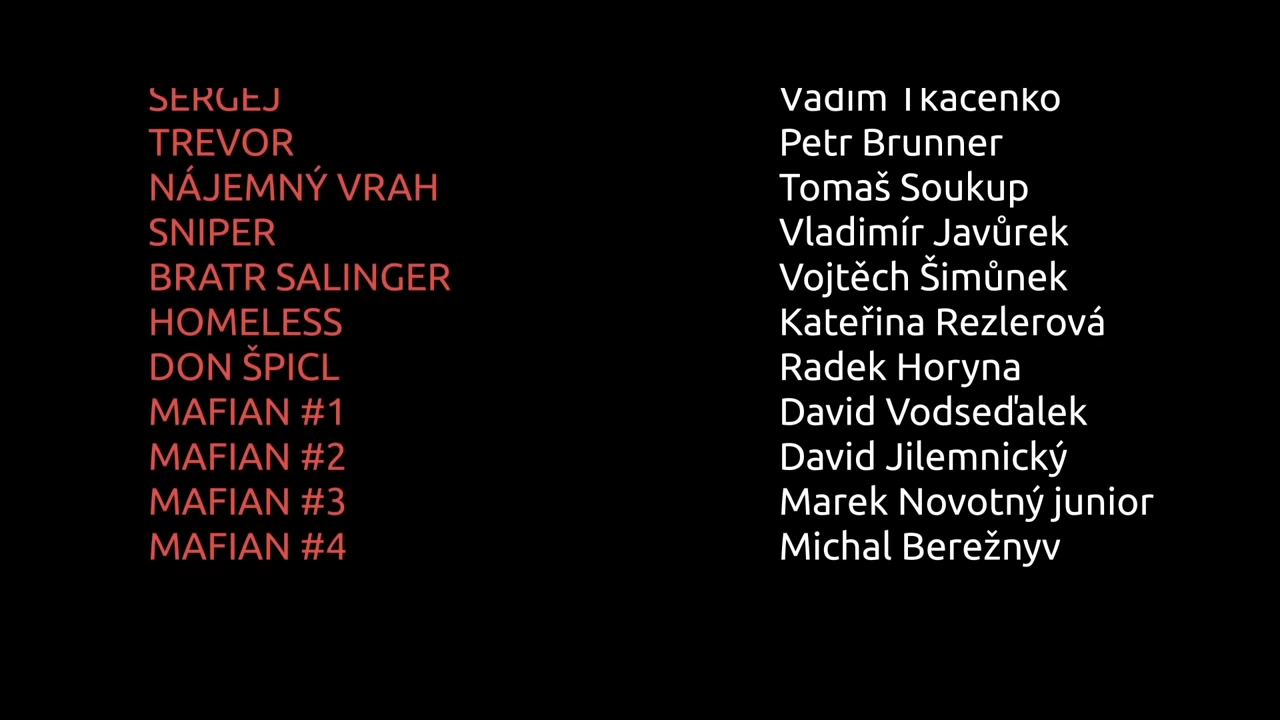 SERGEJ Vadim Tkacenko
TREVOR Petr Brunner
NÁJEMNÝ VRAH Tomaš Soukup
SNIPER Vladimír Javůrek
BRATR SALINGER Vojtěch Šimůnek
HOMELESS Kateřina Rezlerová
DON ŠPICL Radek Horyna
MAFIAN #1 David Vodseďalek
MAFIAN #2 David Jilemnický
MAFIAN #3 Marek Novotný junior
MAFIAN #4 Michal Berežnyv